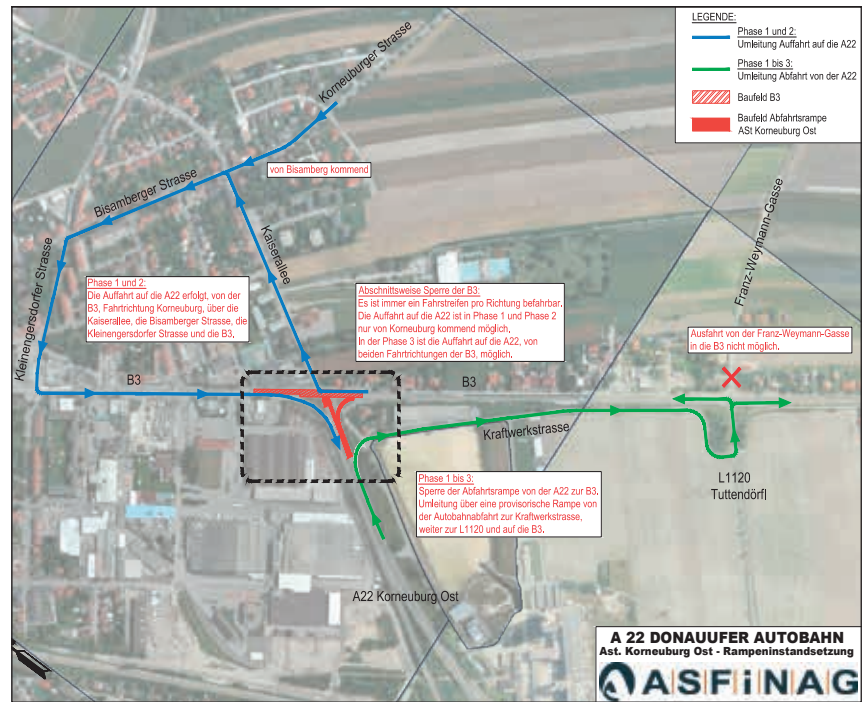 LEGENDE:
Phase 1 und 2:
Umleitung Auffahrt auf die A22
Phase 1 bis 3:
Umleitung Abfahrt von der A22
Baufeld B3
Baufeld Abfahrtsrampe
ASt Korneuburg Ost
Korneuburger Strasse
von Bisamberg kommend
Bisamberger Strasse
Kaiserallee
Kleinengersdorfer Strasse
Franz-Weymann-Gasse
Phase 1 und 2:
Die Auffahrt auf die A22 erfolgt, von der
B3, Fahrtrichtung Korneuburg, über die
Kaiserallee, die Bisamberger Strasse, die
Kleinengersdorfer Strasse und die B3.
Abschnittsweise Sperre der B3:
Es ist immer ein Fahrstreifen pro Richtung befahrbar.
Die Auffahrt auf die A22 ist in Phase 1 und Phase 2
nur von Korneuburg kommend möglich.
In der Phase 3 ist die Auffahrt auf die A22, von
beiden Fahrtrichtungen der B3, möglich.
Ausfahrt von der Franz-Weymann-Gasse
in die B3 nicht möglich.
B3
B3
Kraftwerkstrasse
L1120
Tuttendörfl
Phase 1 bis 3:
Sperre der Abfahrtsrampe von der A22 zur B3.
Umleitung über eine provisorische Rampe von
der Autobahnabfahrt zur Kraftwerkstrasse,
weiter zur L1120 und auf die B3.
A22 Korneuburg Ost
A 22 DONAUUFER AUTOBAHN
Ast. Korneuburg Ost - Rampeninstandsetzung
ASFiNAG